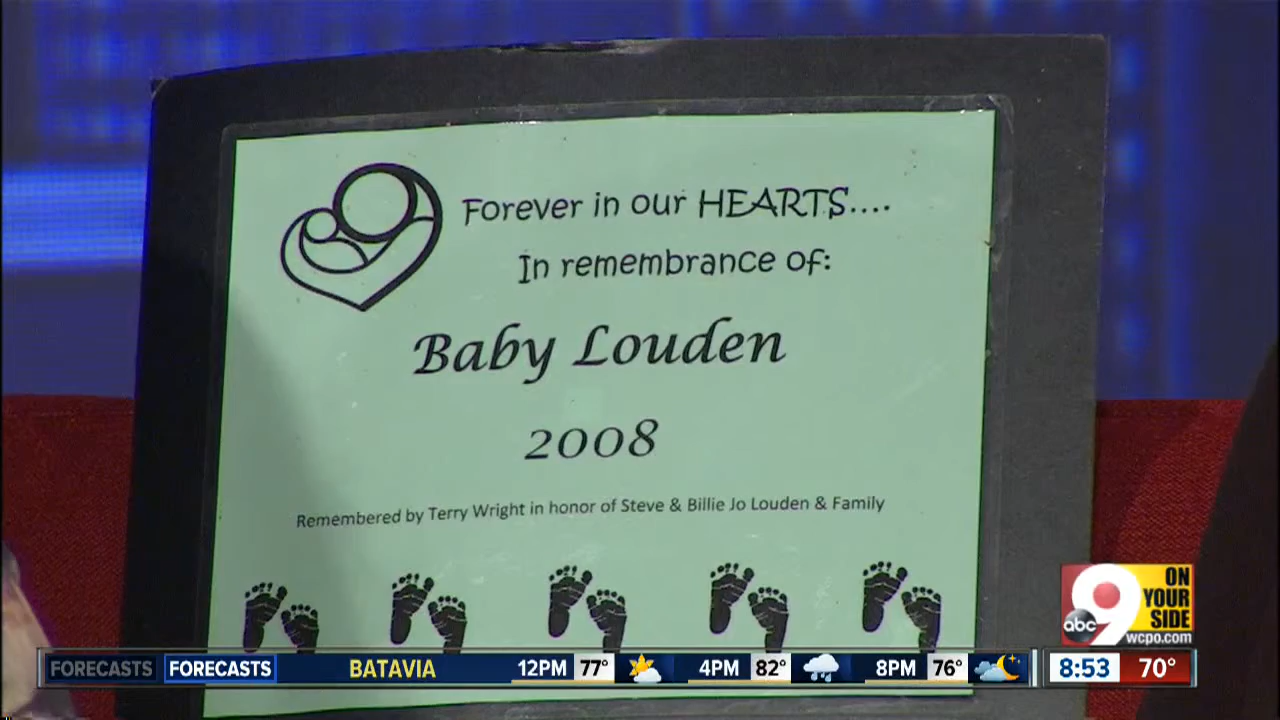 Forever in our HEARTS....
In remembrance of:
Baby Louden
2008
Remembered by Terry Wright in honor of Steve & Billie Jo Louden & Family
abc 9 ON
YOUR
SIDE
wcpo.com
FORECASTS FORECASTS BATAVIA 12PM 77° 4PM 82° 8PM 76° 8:53 70°